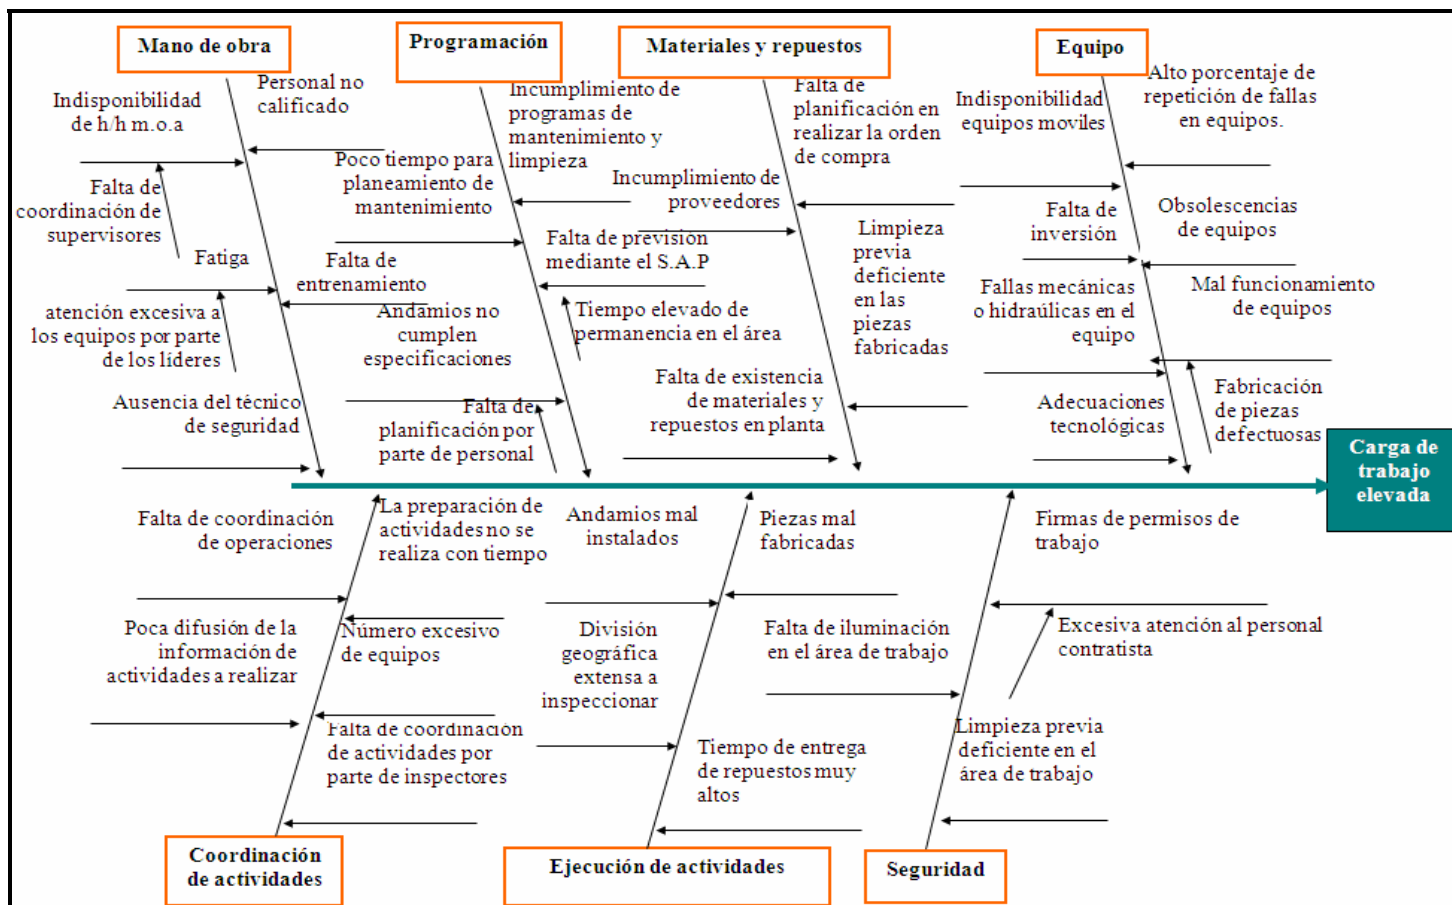 Mano de obra
Programación
Materiales y repuestos
Equipo
Personal no
calificado
Indisponibilidad
de h/h m.o.a
Falta de
coordinación de
supervisores
Fatiga
Falta de
entrenamiento
atención excesiva a
los equipos por parte
de los líderes
Ausencia del técnico
de seguridad
Incumplimiento de
programas de
mantenimiento y
limpieza
Poco tiempo para
planeamiento de
mantenimiento
Falta de previsión
mediante el S.A.P
Andamios no
cumplen
especificaciones
Tiempo elevado de
permanencia en el área
Falta de
planificación por
parte de personal
Falta de
planificación en
realizar la orden
de compra
Incumplimiento de
proveedores
Limpieza
previa
deficiente
en las
piezas
fabricadas
Falta de existencia
de materiales y
repuestos en planta
Alto porcentaje de
repetición de fallas
en equipos.
Indisponibilidad
equipos moviles
Falta de
inversión
Obsolescencias
de equipos
Fallas mecánicas
o hidraúlicas en el
equipo
Mal funcionamiento
de equipos
Adecuaciones
tecnológicas
Fabricación
de piezas
defectuosas
Carga de
trabajo
elevada
Falta de coordinación
de operaciones
La preparación de
actividades no se
realiza con tiempo
Poca difusión de la
información de
actividades a realizar
Número excesivo
de equipos
Falta de coordinación
de actividades por
parte de inspectores
Andamios mal
instalados
Piezas mal
fabricadas
División
geográfica
extensa a
inspeccionar
Tiempo de entrega
de repuestos muy
altos
Firmas de permisos de
trabajo
Falta de iluminación
en el área de trabajo
Excesiva atención al personal
contratista
Limpieza previa
deficiente en el
área de trabajo
Coordinación
de actividades
Ejecución de actividades
Seguridad